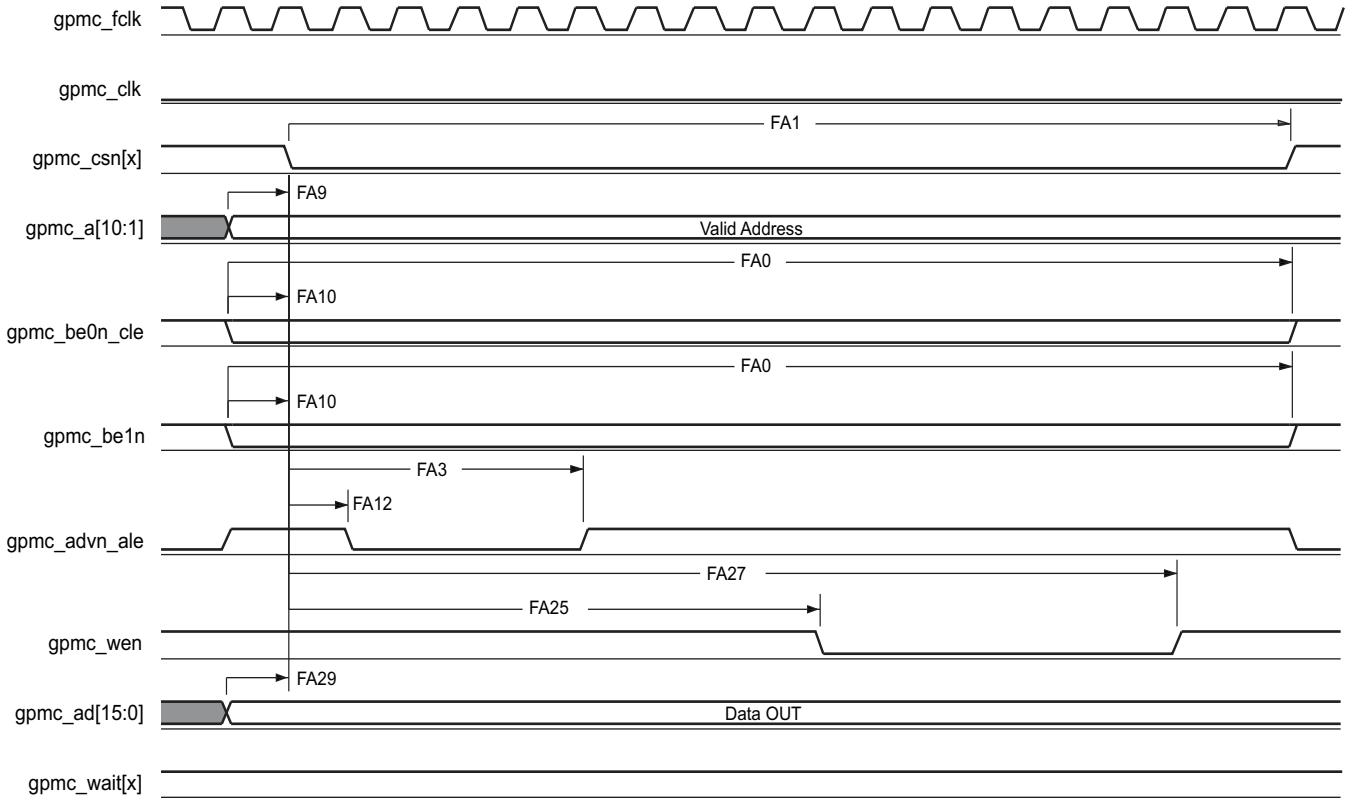 gpmc_fclk
gpmc_clk
FA1
gpmc_csn[x]
FA9
gpmc_a[10:1]
Valid Address
FA0
FA10
gpmc_be0n_cle
FA0
FA10
gpmc_be1n
FA3
FA12
gpmc_advn_ale
FA27
FA25
gpmc_wen
FA29
gpmc_ad[15:0]
Data OUT
gpmc_wait[x]